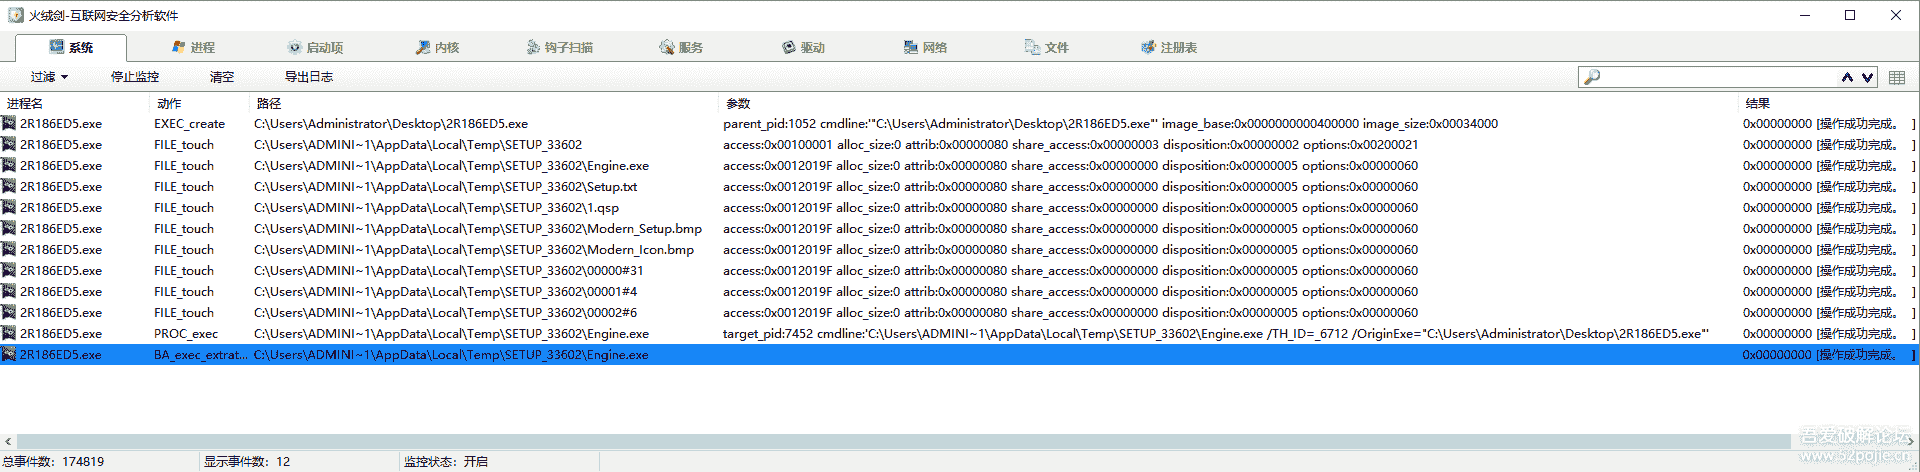 火绒剑-互联网安全分析软件
系统 进程 启动项 内核 钩子扫描 服务 驱动 网络 文件 注册表
过滤 停止监控 清空 导出日志
进程名 动作 路径 参数 结果
2R186ED5.exe EXEC_create C:\Users\Administrator\Desktop\2R186ED5.exe parent_pid:1052 cmdline:'"C:\Users\Administrator\Desktop\2R186ED5.exe"' image_base:0x0000000000400000 image_size:0x00034000 0x00000000 [操作成功完成。 ]
2R186ED5.exe FILE_touch C:\Users\ADMINI~1\AppData\Local\Temp\SETUP_33602 access:0x00100001 alloc_size:0 attrib:0x00000080 share_access:0x00000003 disposition:0x00000002 options:0x00200021 0x00000000 [操作成功完成。 ]
2R186ED5.exe FILE_touch C:\Users\ADMINI~1\AppData\Local\Temp\SETUP_33602\Engine.exe access:0x0012019F alloc_size:0 attrib:0x00000080 share_access:0x00000000 disposition:0x00000005 options:0x00000060 0x00000000 [操作成功完成。 ]
2R186ED5.exe FILE_touch C:\Users\ADMINI~1\AppData\Local\Temp\SETUP_33602\Setup.txt access:0x0012019F alloc_size:0 attrib:0x00000080 share_access:0x00000000 disposition:0x00000005 options:0x00000060 0x00000000 [操作成功完成。 ]
2R186ED5.exe FILE_touch C:\Users\ADMINI~1\AppData\Local\Temp\SETUP_33602\1.qsp access:0x0012019F alloc_size:0 attrib:0x00000080 share_access:0x00000000 disposition:0x00000005 options:0x00000060 0x00000000 [操作成功完成。 ]
2R186ED5.exe FILE_touch C:\Users\ADMINI~1\AppData\Local\Temp\SETUP_33602\Modern_Setup.bmp access:0x0012019F alloc_size:0 attrib:0x00000080 share_access:0x00000000 disposition:0x00000005 options:0x00000060 0x00000000 [操作成功完成。 ]
2R186ED5.exe FILE_touch C:\Users\ADMINI~1\AppData\Local\Temp\SETUP_33602\Modern_Icon.bmp access:0x0012019F alloc_size:0 attrib:0x00000080 share_access:0x00000000 disposition:0x00000005 options:0x00000060 0x00000000 [操作成功完成。 ]
2R186ED5.exe FILE_touch C:\Users\ADMINI~1\AppData\Local\Temp\SETUP_33602\00000#31 access:0x0012019F alloc_size:0 attrib:0x00000080 share_access:0x00000000 disposition:0x00000005 options:0x00000060 0x00000000 [操作成功完成。 ]
2R186ED5.exe FILE_touch C:\Users\ADMINI~1\AppData\Local\Temp\SETUP_33602\00001#4 access:0x0012019F alloc_size:0 attrib:0x00000080 share_access:0x00000000 disposition:0x00000005 options:0x00000060 0x00000000 [操作成功完成。 ]
2R186ED5.exe FILE_touch C:\Users\ADMINI~1\AppData\Local\Temp\SETUP_33602\00002#6 access:0x0012019F alloc_size:0 attrib:0x00000080 share_access:0x00000000 disposition:0x00000005 options:0x00000060 0x00000000 [操作成功完成。 ]
2R186ED5.exe PROC_exec C:\Users\ADMINI~1\AppData\Local\Temp\SETUP_33602\Engine.exe target_pid:7452 cmdline:'C:\Users\ADMINI~1\AppData\Local\Temp\SETUP_33602\Engine.exe /TH_ID=_6712 /OriginExe="C:\Users\Administrator\Desktop\2R186ED5.exe"' 0x00000000 [操作成功完成。 ]
2R186ED5.exe BA_exec_extrat... C:\Users\ADMINI~1\AppData\Local\Temp\SETUP_33602\Engine.exe 0x00000000 [操作成功完成。 ]
吾爱破解论坛
总事件数: 174819 显示事件数: 12 监控状态: 开启 www.52pojie.cn